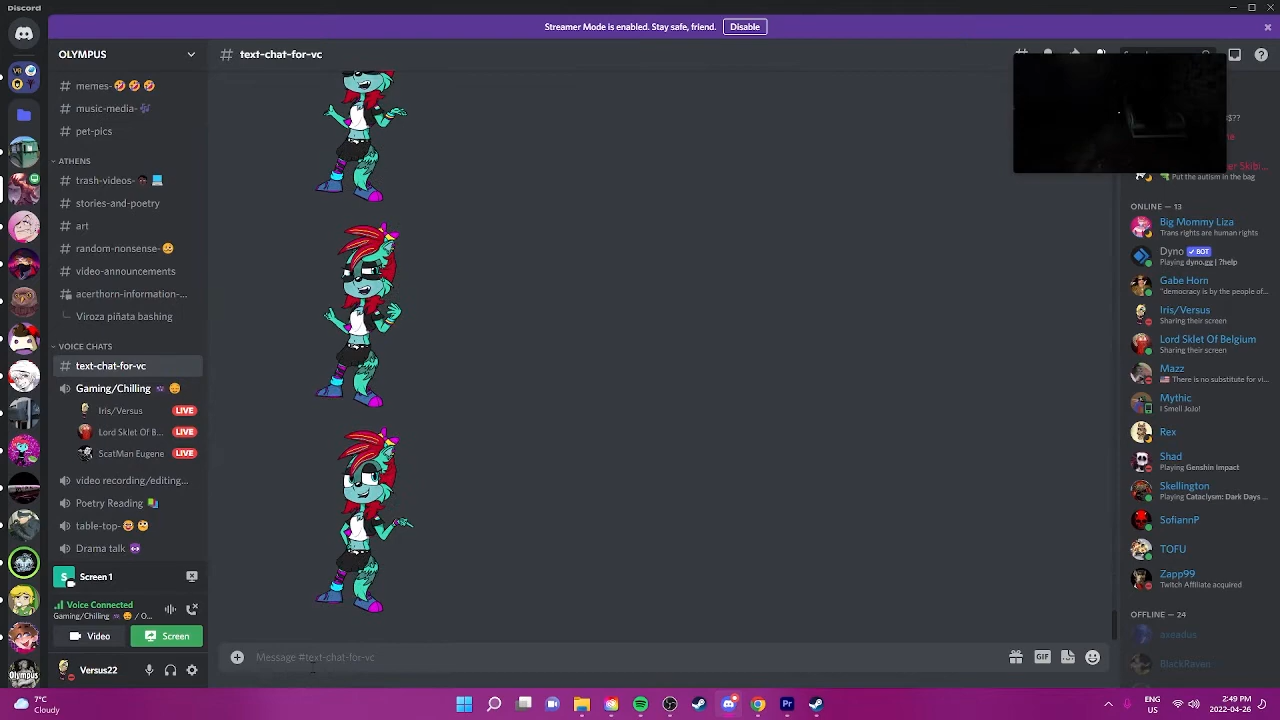 Discord
Streamer Mode is enabled. Stay safe, friend. Disable
OLYMPUS
# text-chat-for-vc
# memes-🤣🤣🤣
# music-media-🎶
# pet-pics
ATHENS
# trash-videos-
# stories-and-poetry
# art
# random-nonsense-
# video-announcements
acerthorn-information-...
Viroza piñata bashing
VOICE CHATS
# text-chat-for-vc
Gaming/Chilling
Iris/Versus LIVE
Lord Sklet Of B... LIVE
ScatMan Eugene LIVE
video recording/editing...
Poetry Reading
table-top-
Drama talk
S Screen 1
Voice Connected
Gaming/Chilling / O...
Video Screen
Versus22
Message #text-chat-for-vc
GIF
Put the autism in the bag
ONLINE — 13
Big Mommy Liza
Trans rights are human rights
Dyno ✓ BOT
Playing dyno.gg | ?help
Gabe Horn
"democracy is by the people of...
Iris/Versus
Sharing their screen
Lord Sklet Of Belgium
Sharing their screen
Mazz
🇺🇸 There is no substitute for vi...
Mythic
I Smell JoJo!
Rex
Shad
Playing Genshin Impact
Skellington
Playing Cataclysm: Dark Days ...
SofiannP
TOFU
Zapp99
Twitch Affiliate acquired
OFFLINE — 24
axeadus
BlackRaven
Olympus
7°C
Cloudy
ENG
US
2:49 PM
2022-04-26